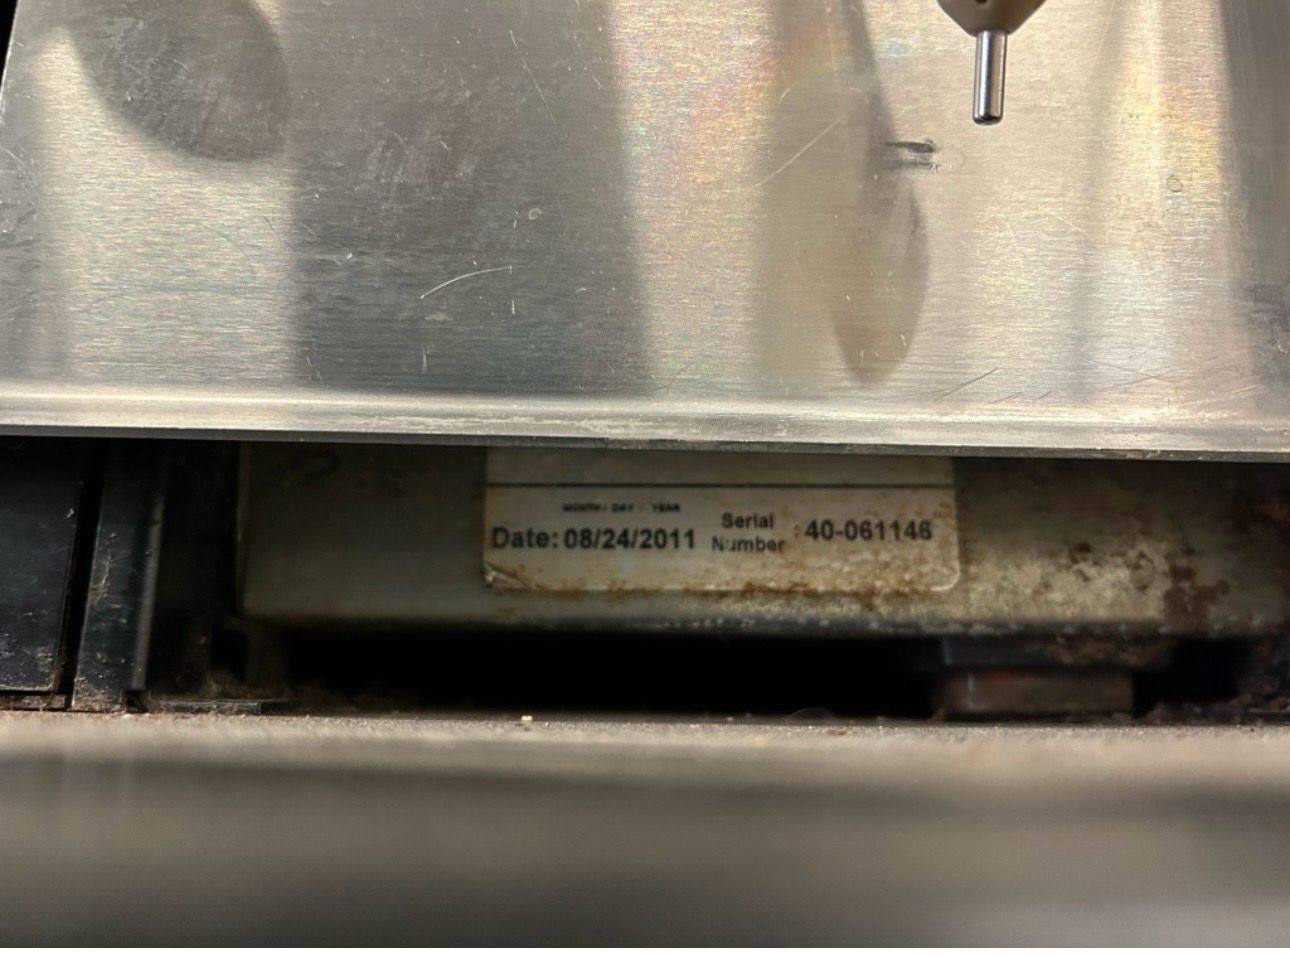 MONTH / DAY / YEAR
Date: 08/24/2011 Serial Number : 40-061146